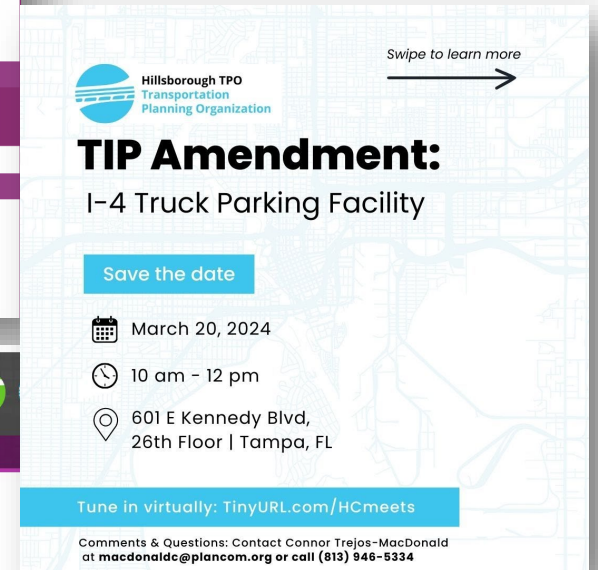 Swipe to learn more
Hillsborough TPO
Transportation
Planning Organization
TIP Amendment:
I-4 Truck Parking Facility
Save the date
March 20, 2024
10 am - 12 pm
601 E Kennedy Blvd,
26th Floor | Tampa, FL
Tune in virtually: TinyURL.com/HCmeets
Comments & Questions: Contact Connor Trejos-MacDonald
at macdonaldc@plancom.org or call (813) 946-5334